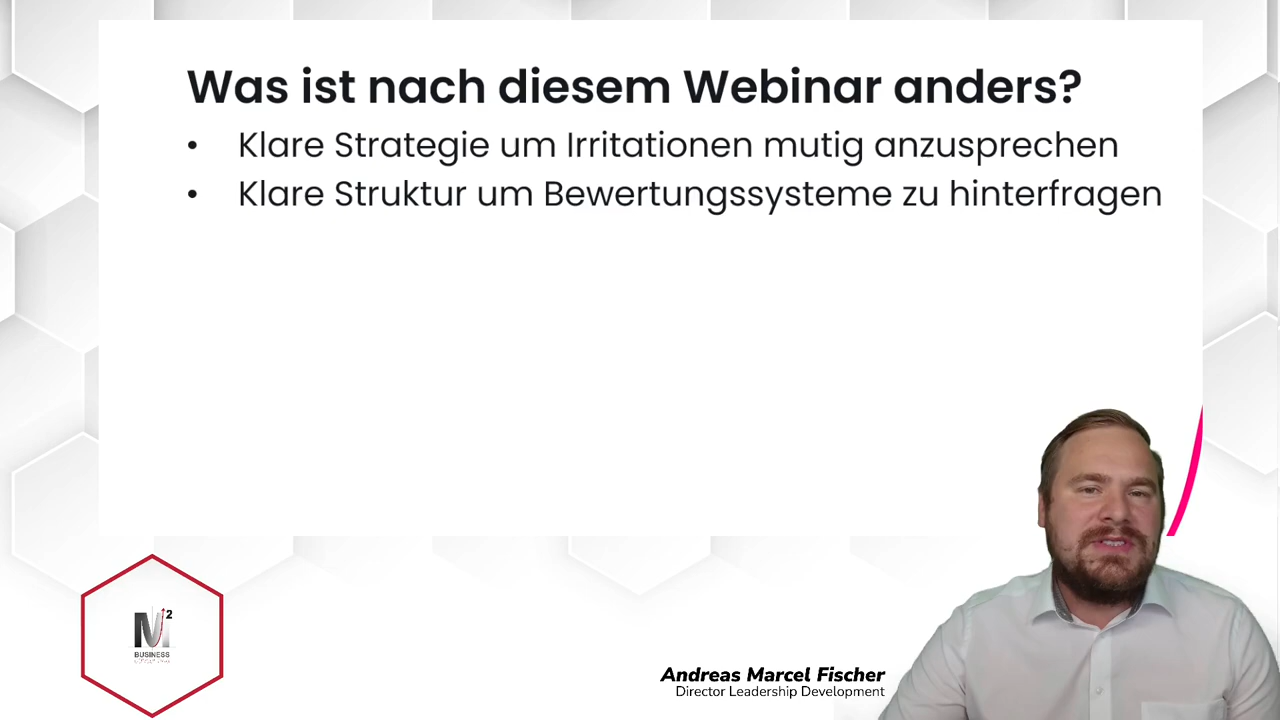 Was ist nach diesem Webinar anders?
• Klare Strategie um Irritationen mutig anzusprechen
• Klare Struktur um Bewertungssysteme zu hinterfragen
M²
BUSINESS
Andreas Marcel Fischer
Director Leadership Development